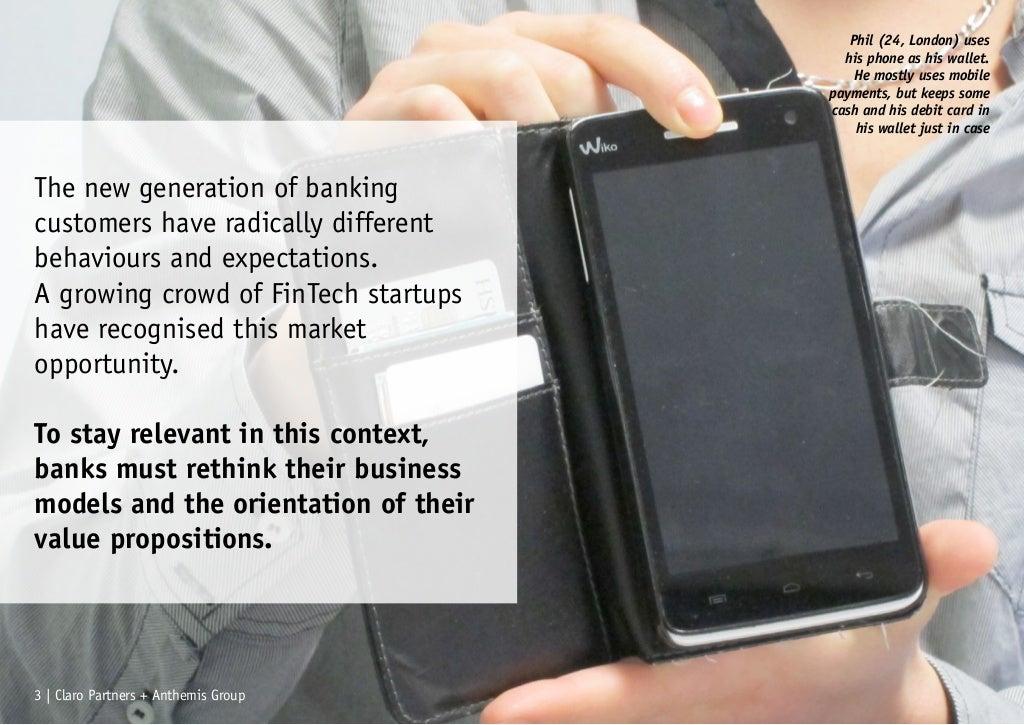 Phil (24, London) uses
his phone as his wallet.
He mostly uses mobile
payments, but keeps some
cash and his debit card in
his wallet just in case
Wiko
The new generation of banking
customers have radically different
behaviours and expectations.
A growing crowd of FinTech startups
have recognised this market
opportunity.
To stay relevant in this context,
banks must rethink their business
models and the orientation of their
value propositions.
HS
3 | Claro Partners + Anthemis Group